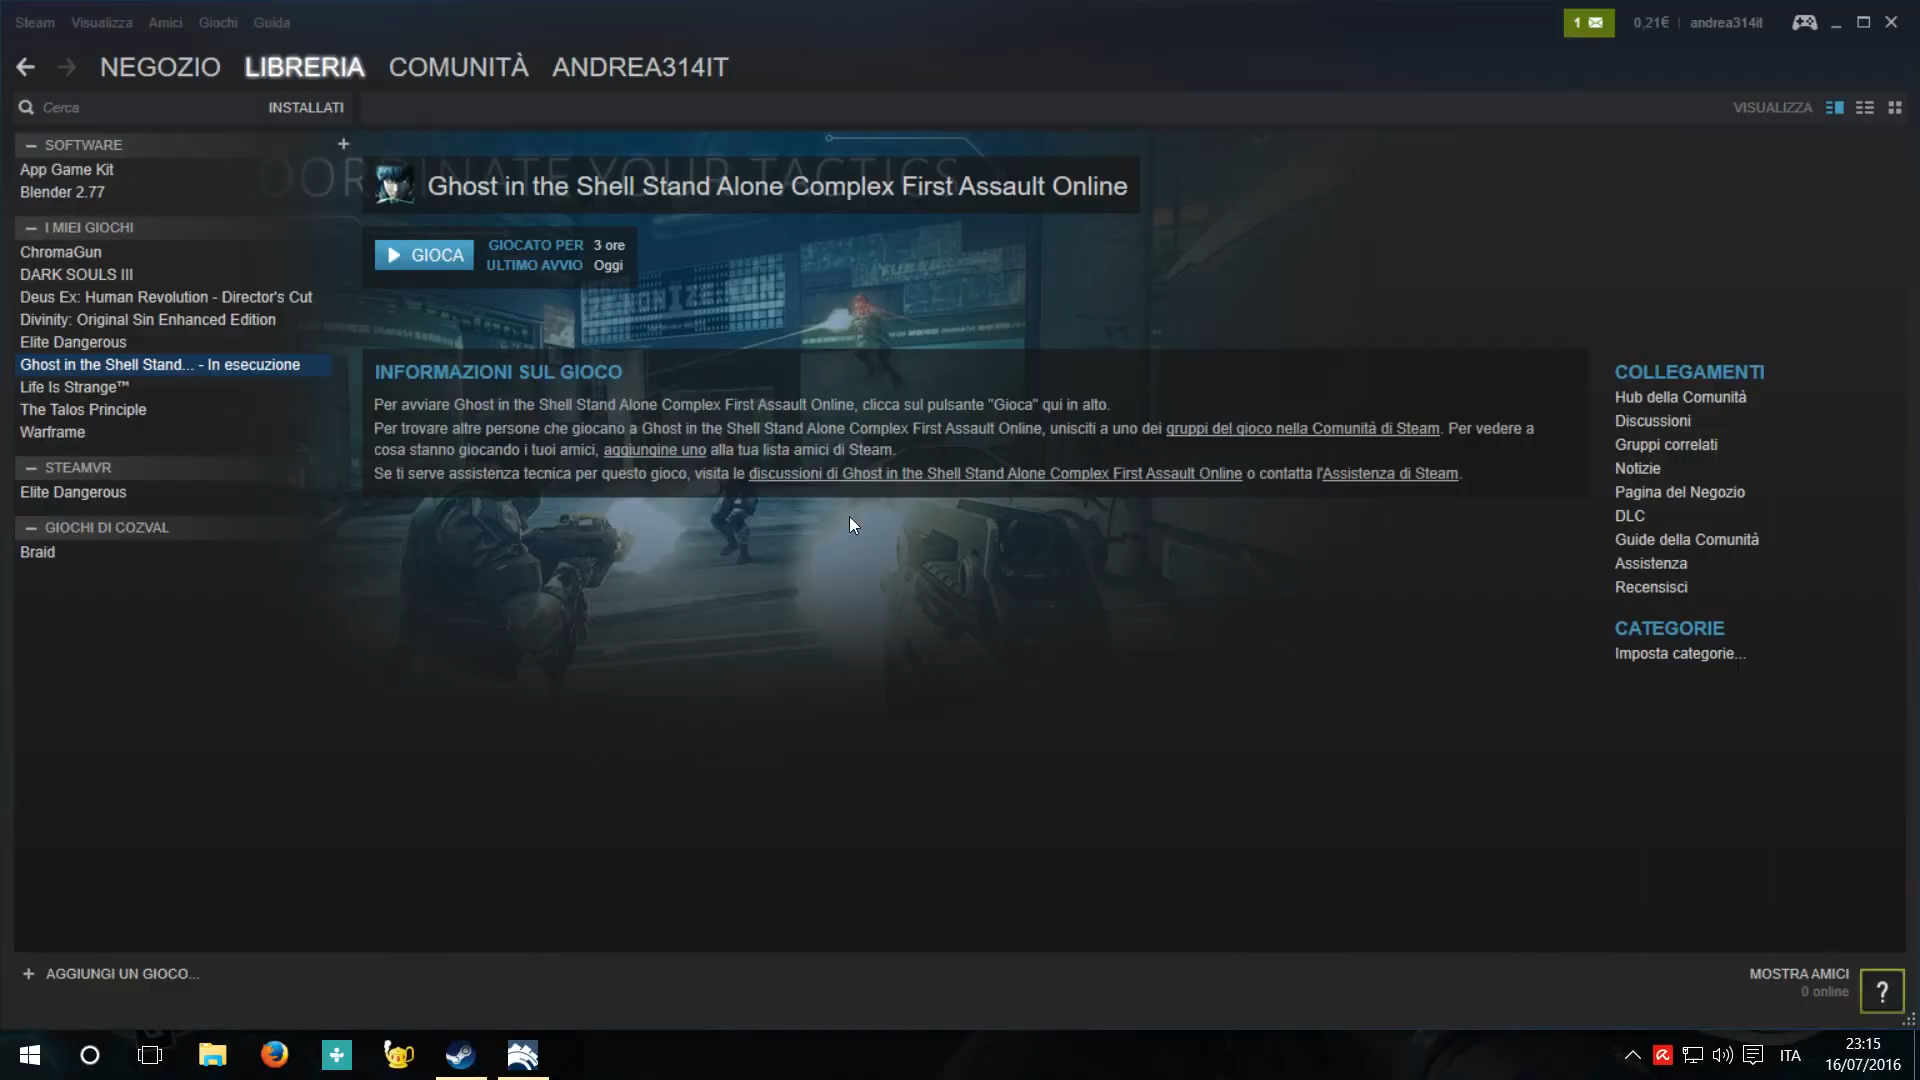 Steam Visualizza Amici Giochi Guida
1 0,21€ | andrea314it
NEGOZIO LIBRERIA COMUNITÀ ANDREA314IT
Cerca INSTALLATI VISUALIZZA
— SOFTWARE +
App Game Kit
Blender 2.77
— I MIEI GIOCHI
ChromaGun
DARK SOULS III
Deus Ex: Human Revolution - Director's Cut
Divinity: Original Sin Enhanced Edition
Elite Dangerous
Ghost in the Shell Stand... - In esecuzione
Life Is Strange™
The Talos Principle
Warframe
— STEAMVR
Elite Dangerous
— GIOCHI DI COZVAL
Braid
YOUR TACTICS
Ghost in the Shell Stand Alone Complex First Assault Online
GIOCA
GIOCATO PER 3 ore
ULTIMO AVVIO Oggi
INFORMAZIONI SUL GIOCO
Per avviare Ghost in the Shell Stand Alone Complex First Assault Online, clicca sul pulsante "Gioca" qui in alto.
Per trovare altre persone che giocano a Ghost in the Shell Stand Alone Complex First Assault Online, unisciti a uno dei gruppi del gioco nella Comunità di Steam. Per vedere a
cosa stanno giocando i tuoi amici, aggiungine uno alla tua lista amici di Steam.
Se ti serve assistenza tecnica per questo gioco, visita le discussioni di Ghost in the Shell Stand Alone Complex First Assault Online o contatta l'Assistenza di Steam.
COLLEGAMENTI
Hub della Comunità
Discussioni
Gruppi correlati
Notizie
Pagina del Negozio
DLC
Guide della Comunità
Assistenza
Recensisci
CATEGORIE
Imposta categorie...
+ AGGIUNGI UN GIOCO...
MOSTRA AMICI
0 online
?
ITA
23:15
16/07/2016